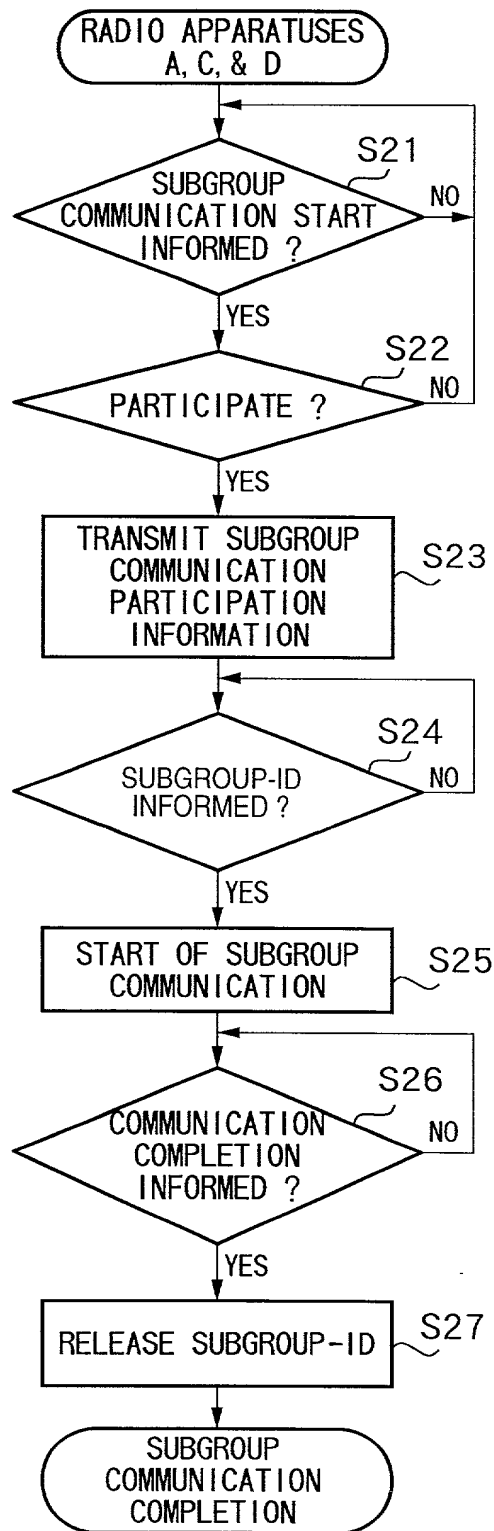 RADIO APPARATUSES
A, C, & D
S21
SUBGROUP
COMMUNICATION START
INFORMED ?
NO
YES
S22
PARTICIPATE ?
NO
YES
TRANSMIT SUBGROUP
COMMUNICATION
PARTICIPATION
INFORMATION
S23
S24
SUBGROUP-ID
INFORMED ?
NO
YES
START OF SUBGROUP
COMMUNICATION
S25
S26
COMMUNICATION
COMPLETION
INFORMED ?
NO
YES
RELEASE SUBGROUP-ID
S27
SUBGROUP
COMMUNICATION
COMPLETION